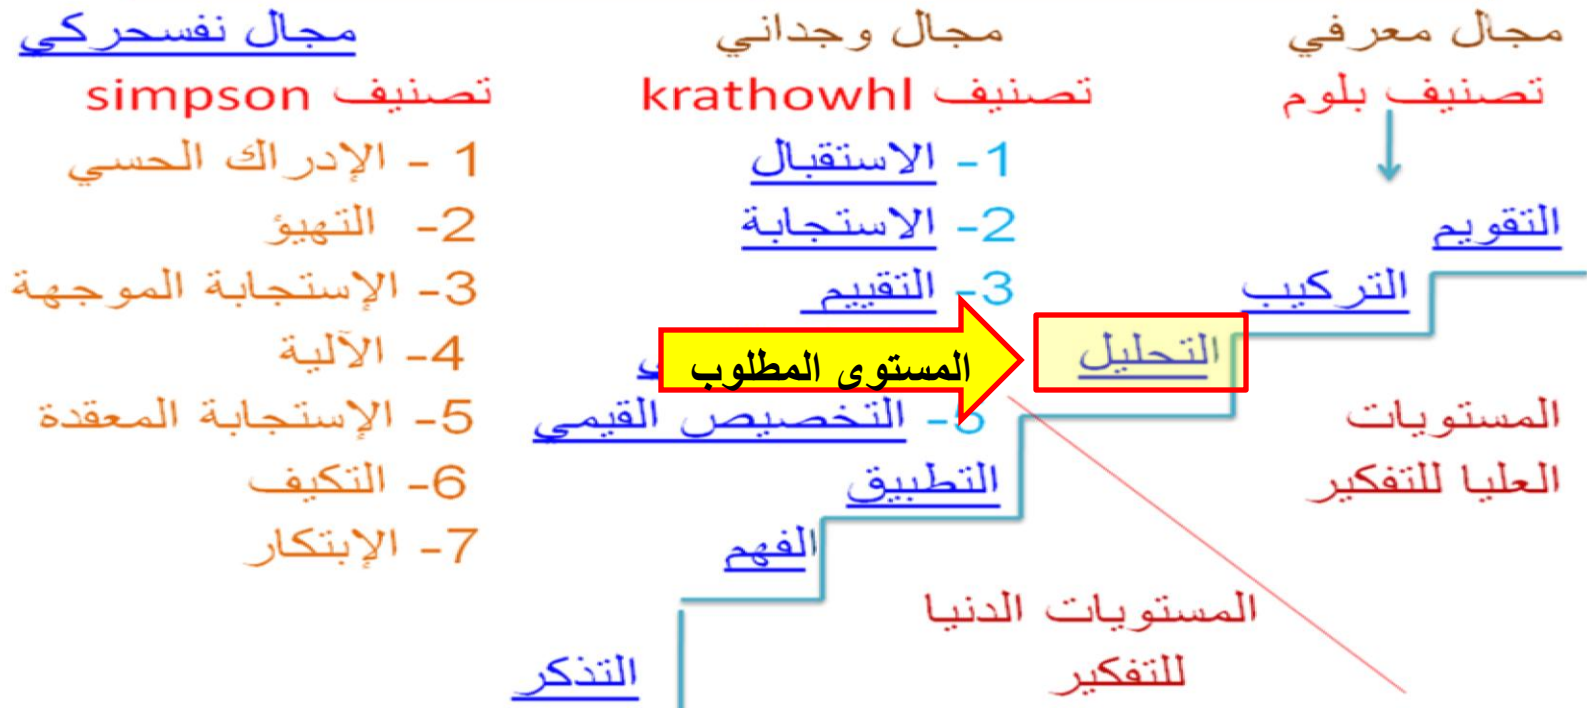 مجال معرفي
تصنيف بلوم
التقويم
التركيب
التحليل
المستويات
العليا للتفكير
التطبيق
الفهم
التذكر
المستويات الدنيا
للتفكير
مجال وجداني
تصنيف krathowhl
1- الاستقبال
2- الاستجابة
3- التقييم
المستوى المطلوب
5- التخصيص القيمي
مجال نفسحركي
تصنيف simpson
1 - الإدراك الحسي
2- التهيؤ
3- الإستجابة الموجهة
4- الآلية
5- الإستجابة المعقدة
6- التكيف
7- الإبتكار